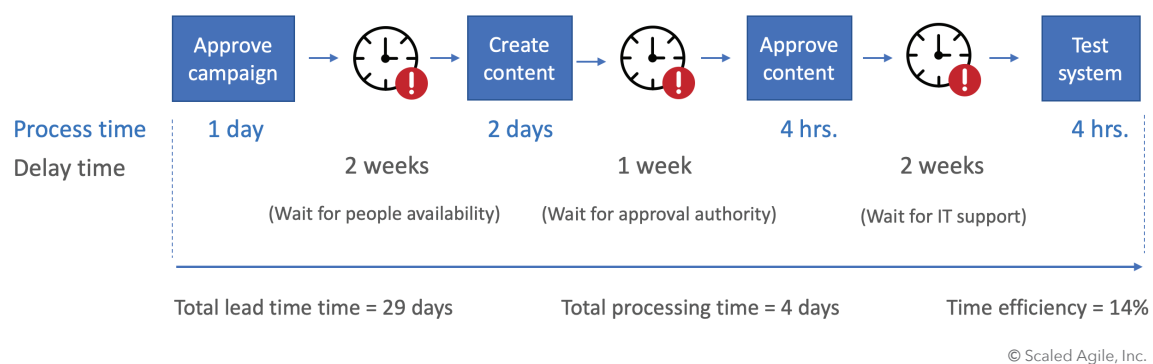 Approve
campaign
Create
content
Approve
content
Test
system
Process time 1 day 2 days 4 hrs. 4 hrs.
Delay time 2 weeks 1 week 2 weeks
(Wait for people availability) (Wait for approval authority) (Wait for IT support)
Total lead time time = 29 days Total processing time = 4 days Time efficiency = 14%
© Scaled Agile, Inc.